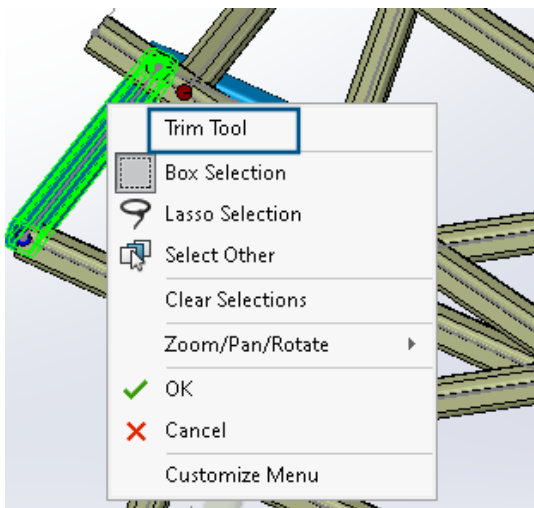 Trim Tool
Box Selection
Lasso Selection
Select Other
Clear Selections
Zoom/Pan/Rotate
OK
Cancel
Customize Menu